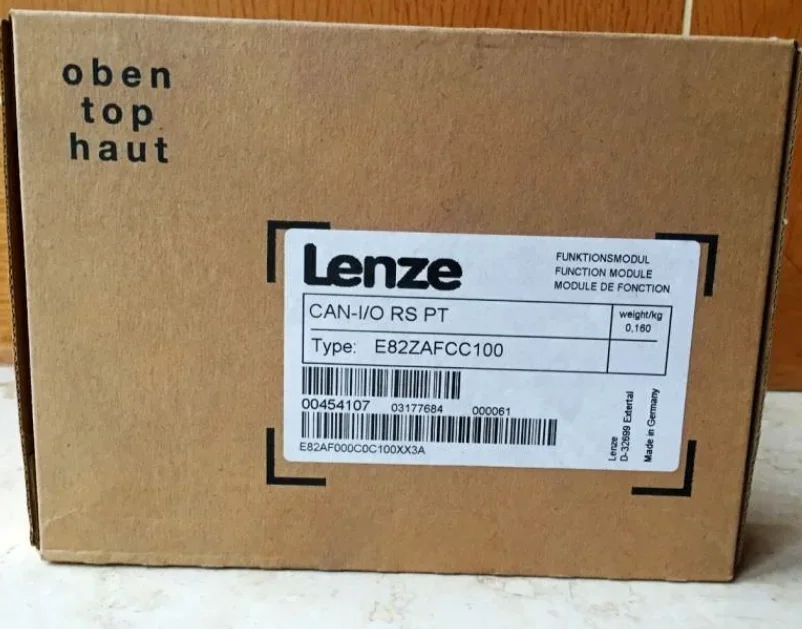 oben
top
haut
Lenze
FUNKTIONSMODUL
FUNCTION MODULE
MODULE DE FONCTION
CAN-I/O RS PT
weight/kg
0,160
Type: E82ZAFCC100
00454107 03177684 000061
E82AF000C0C100XX3A
Lenze
D-32699 Extertal
Made in Germany